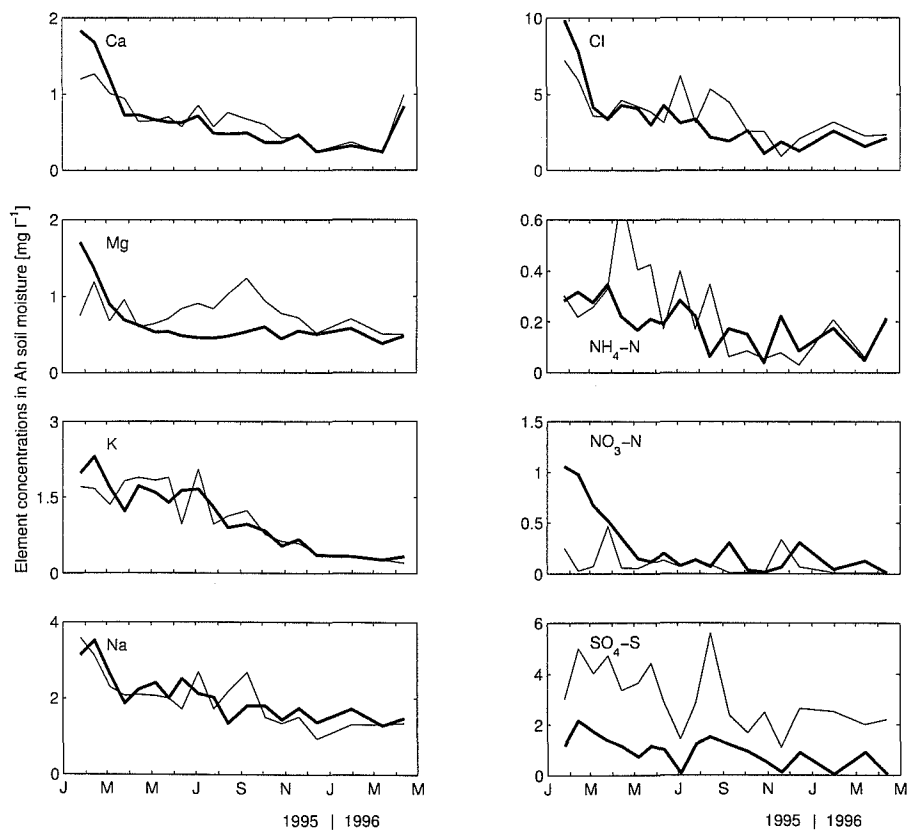 Element concentrations in Ah soil moisture [mg l⁻¹]
2
Ca
1
0
2
Mg
1
0
3
K
1.5
0
4
Na
2
0
J M M J S N J M M
1995 | 1996
10
Cl
5
0
0.6
0.4
0.2
NH₄–N
0
1.5
NO₃–N
1
0.5
0
6
SO₄–S
4
2
0
J M M J S N J M M
1995 | 1996